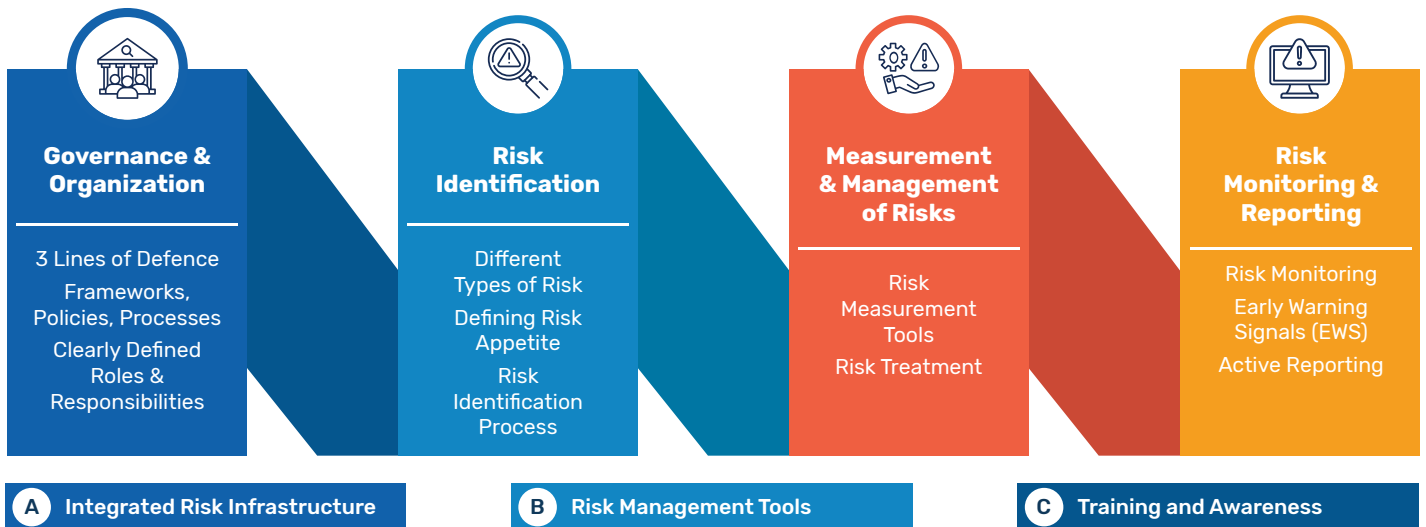 Governance &
Organization
3 Lines of Defence
Frameworks,
Policies, Processes
Clearly Defined
Roles &
Responsibilities
Risk
Identification
Different
Types of Risk
Defining Risk
Appetite
Risk
Identification
Process
Measurement
& Management
of Risks
Risk
Measurement
Tools
Risk Treatment
Risk
Monitoring &
Reporting
Risk Monitoring
Early Warning
Signals (EWS)
Active Reporting
A Integrated Risk Infrastructure
B Risk Management Tools
C Training and Awareness